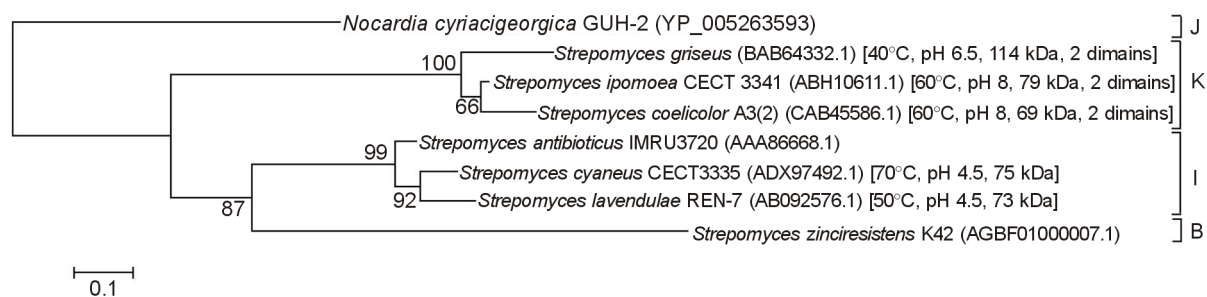 Nocardia cyriacigeorgica GUH-2 (YP_005263593) J
Strepomyces griseus (BAB64332.1) [40°C, pH 6.5, 114 kDa, 2 dimains]
100
Strepomyces ipomoea CECT 3341 (ABH10611.1) [60°C, pH 8, 79 kDa, 2 dimains] K
66
Strepomyces coelicolor A3(2) (CAB45586.1) [60°C, pH 8, 69 kDa, 2 dimains]
Strepomyces antibioticus IMRU3720 (AAA86668.1)
99
Strepomyces cyaneus CECT3335 (ADX97492.1) [70°C, pH 4.5, 75 kDa] I
92
Strepomyces lavendulae REN-7 (AB092576.1) [50°C, pH 4.5, 73 kDa]
87
Strepomyces zinciresistens K42 (AGBF01000007.1) B
0.1